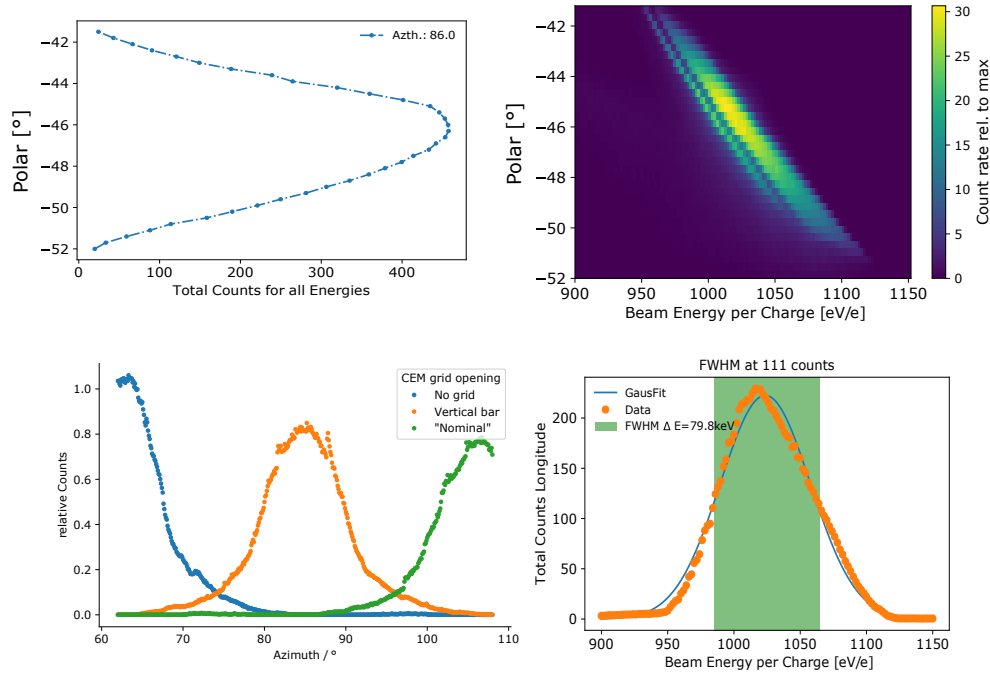 Azth.: 86.0
−42
−44
−46
−48
−50
−52
Polar [°]
0 100 200 300 400
Total Counts for all Energies
−42
−44
−46
−48
−50
−52
Polar [°]
900 950 1000 1050 1100 1150
Beam Energy per Charge [eV/e]
30
25
20
15
10
5
0
Count rate rel. to max
CEM grid opening
No grid
Vertical bar
"Nominal"
1.0
0.8
0.6
0.4
0.2
0.0
relative Counts
60 70 80 90 100 110
Azimuth / °
FWHM at 111 counts
GausFit
Data
FWHM Δ E=79.8keV
200
150
100
50
0
Total Counts Longitude
900 950 1000 1050 1100 1150
Beam Energy per Charge [eV/e]